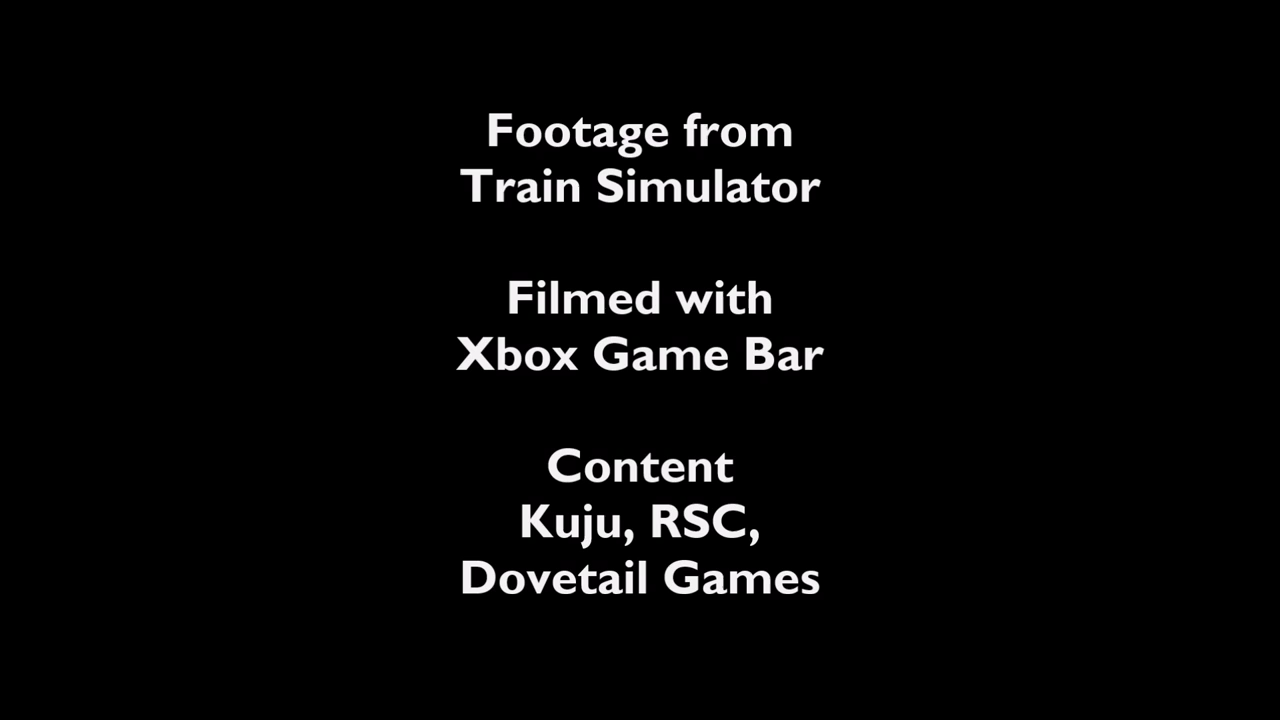 Footage from
Train Simulator
Filmed with
Xbox Game Bar
Content
Kuju, RSC,
Dovetail Games